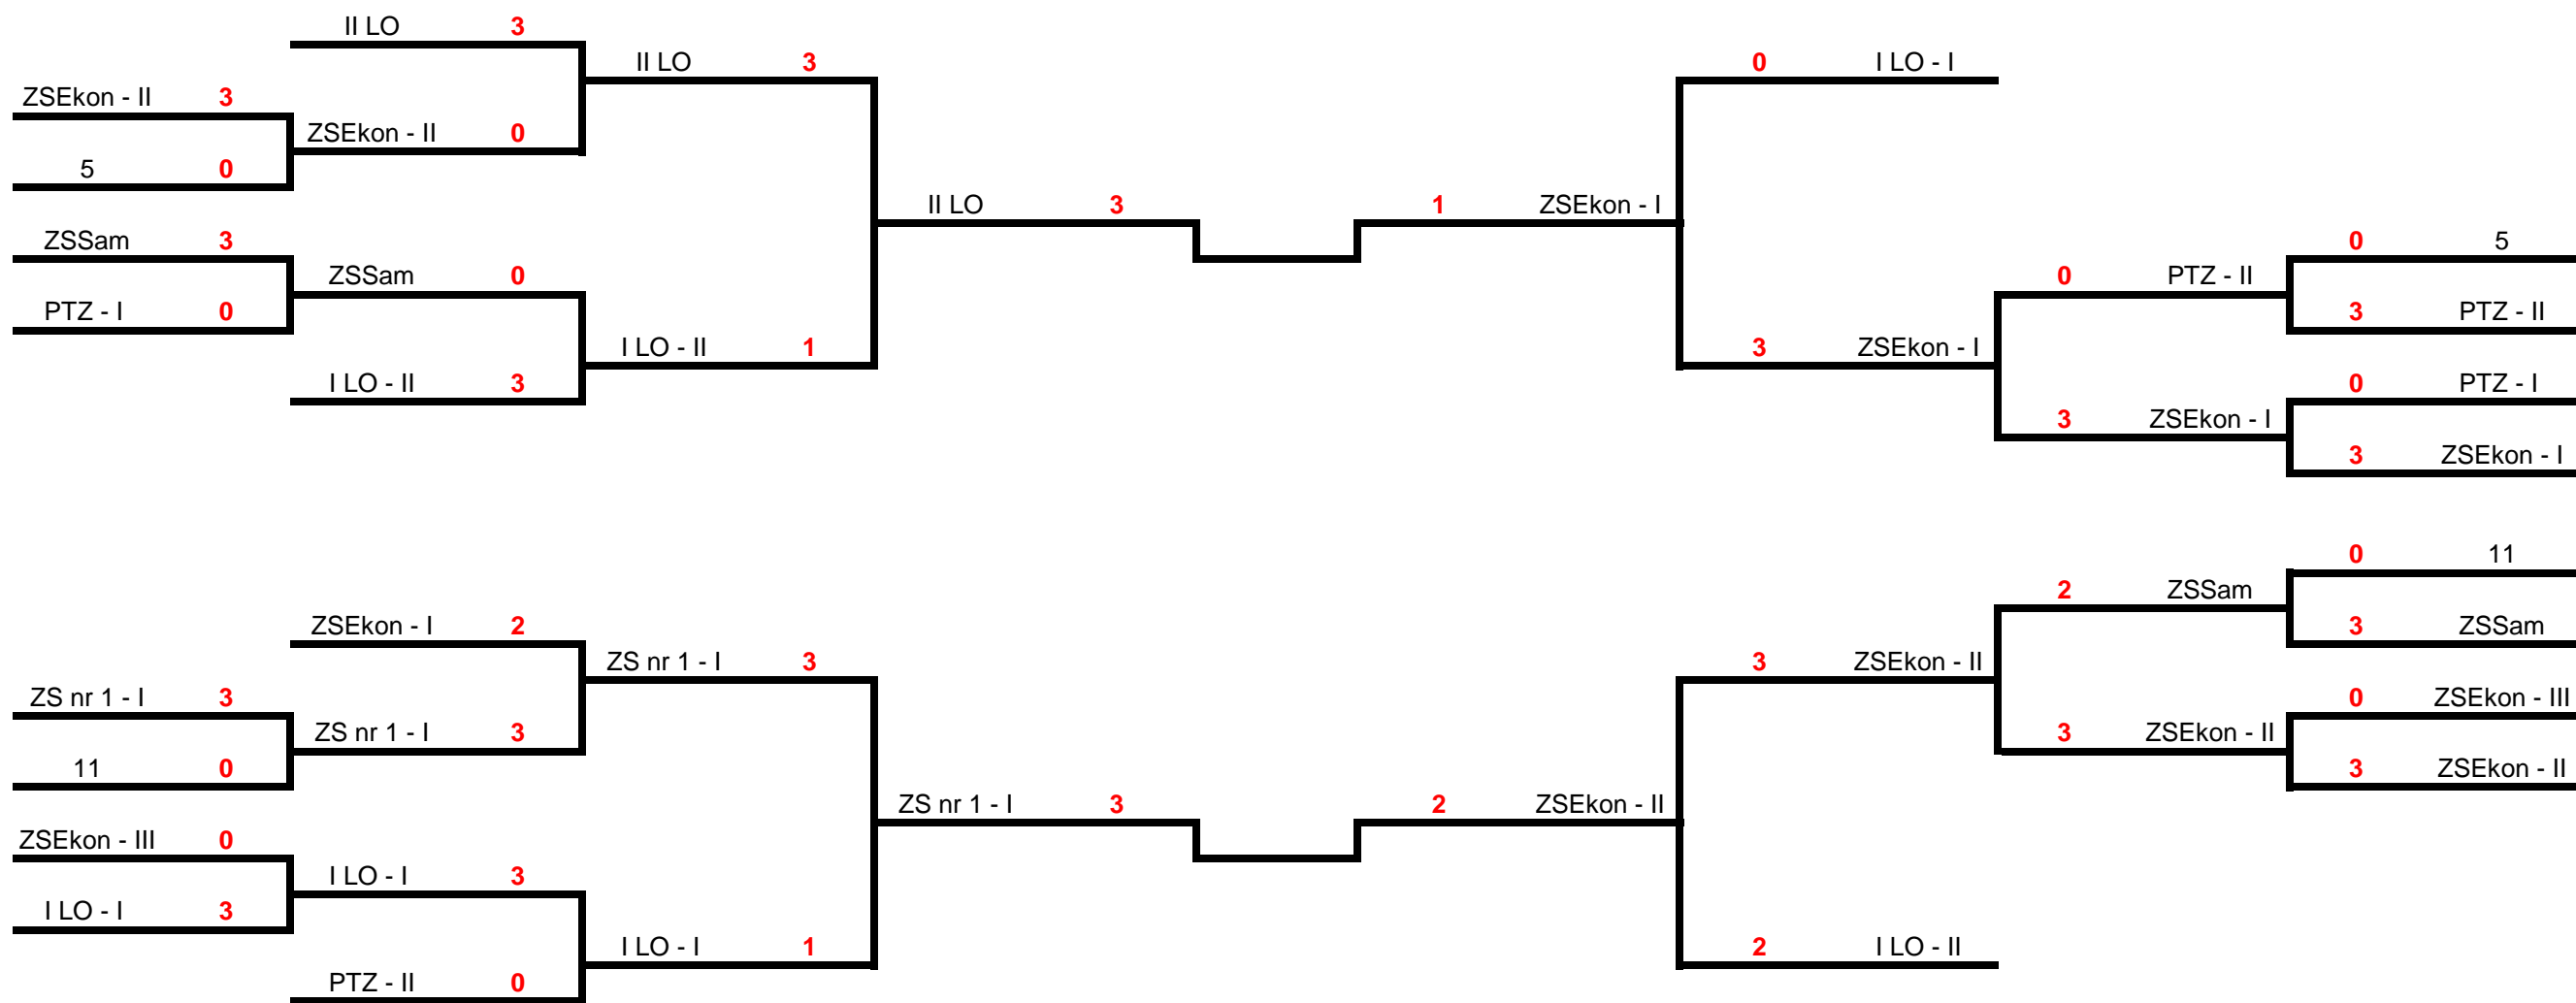 II LO 3
II LO 3
0 I LO - I
ZSEkon - II 3
ZSEkon - II 0
5 0
II LO 3
1 ZSEkon - I
ZSSam 3
0 5
ZSSam 0
0 PTZ - II
PTZ - I 0
3 PTZ - II
I LO - II 1
3 ZSEkon - I
I LO - II 3
0 PTZ - I
3 ZSEkon - I
3 ZSEkon - I
0 11
2 ZSSam
ZSEkon - I 2
3 ZSSam
ZS nr 1 - I 3
3 ZSEkon - II
ZS nr 1 - I 3
0 ZSEkon - III
ZS nr 1 - I 3
3 ZSEkon - II
11 0
3 ZSEkon - II
ZS nr 1 - I 3
2 ZSEkon - II
ZSEkon - III 0
I LO - I 3
I LO - I 3
I LO - I 1
2 I LO - II
PTZ - II 0